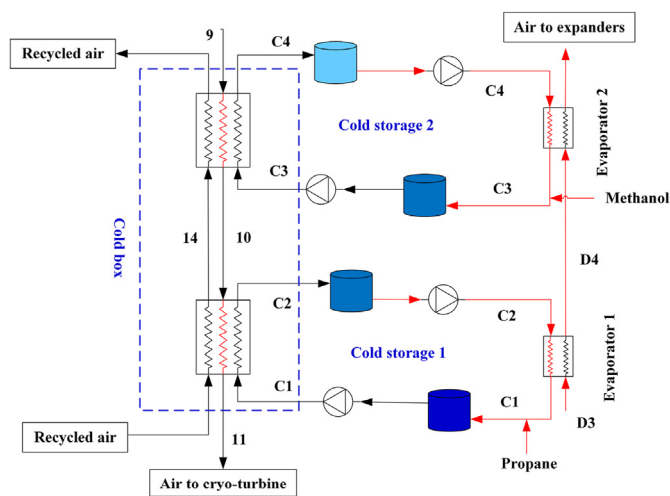 9
C4
Air to expanders
Recycled air
C4
Cold storage 2
Evaporator 2
C3
C3
Methanol
Cold box
14
10
D4
C2
C2
Cold storage 1
Evaporator 1
C1
C1
D3
Recycled air
11
Propane
Air to cryo-turbine